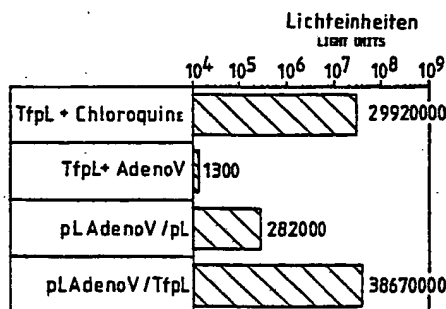 Lichteinheiten
LIGHT UNITS
10⁴ 10⁵ 10⁶ 10⁷ 10⁸ 10⁹
TfpL + Chloroquine 29920000
TfpL+ AdenoV 1300
pLAdenoV/pL 282000
pLAdenoV/TfpL 38670000